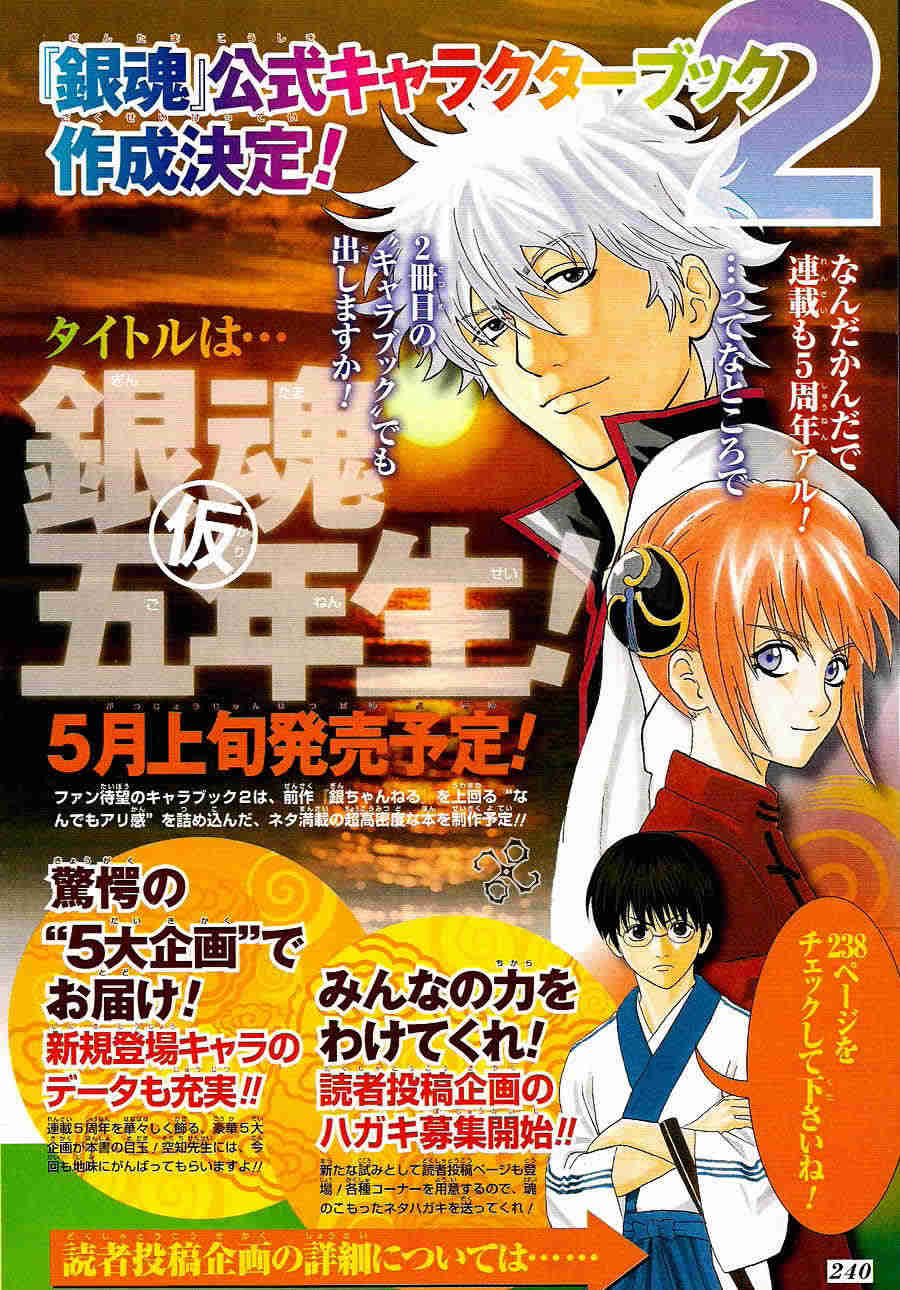 『銀魂』公式キャラクターブック2
作成決定!
なんだかんだで
連載も5周年アル!
…ってなところで
2冊目の
“キャラブック”でも
出しますか!
タイトルは…
銀魂
仮
五年生!
5月上旬発売予定!
ファン待望のキャラブック2は、前作『銀ちゃんねる』を上回る“な
んでもアリ感”を詰め込んだ、ネタ満載の超高密度な本を制作予定!!
驚愕の
“5大企画”で
お届け!
新規登場キャラの
データも充実!!
連載5周年を華々しく飾る、豪華5大
企画が本書の目玉!空知先生には、今
回も地味にがんばってもらいますよ!!
みんなの力を
わけてくれ!
読者投稿企画の
ハガキ募集開始!!
新たな試みとして読者投稿ページも登
場!各種コーナーを用意するので、魂
のこもったネタハガキを送ってくれ!
238ページを
チェックして下さいね!
読者投稿企画の詳細については……
240